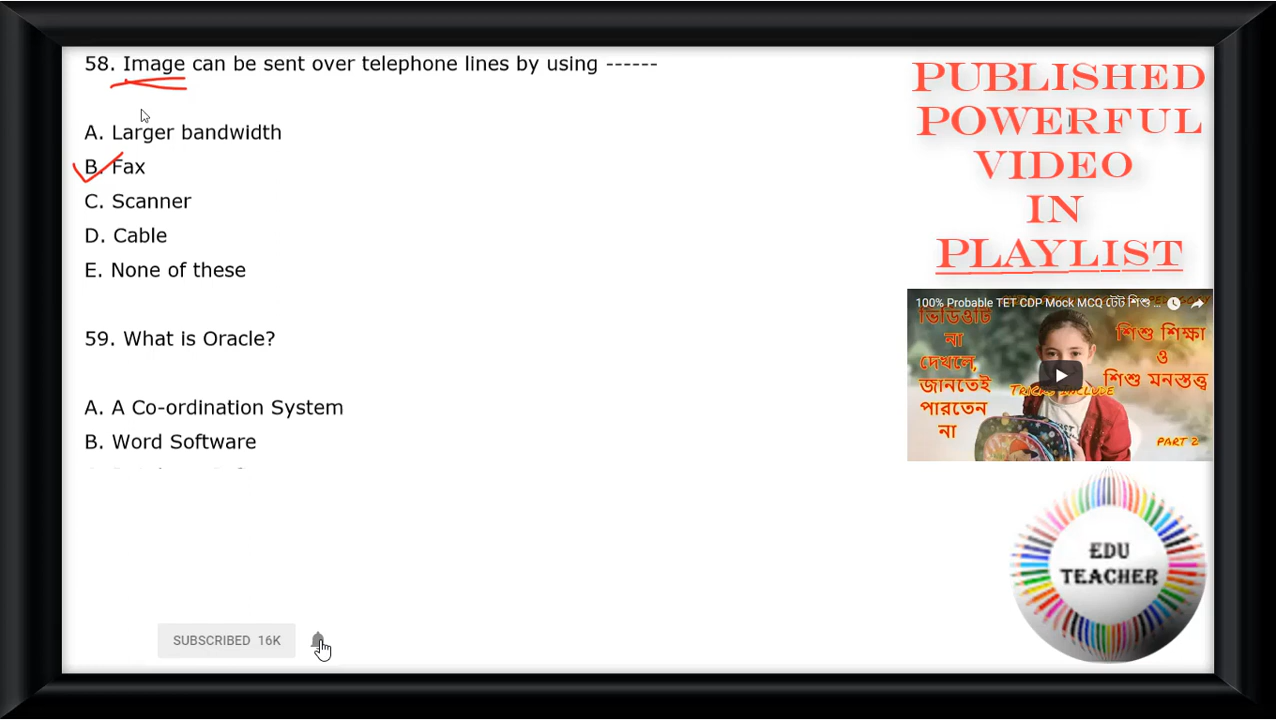 58. Image can be sent over telephone lines by using ------
A. Larger bandwidth
B. Fax
C. Scanner
D. Cable
E. None of these
59. What is Oracle?
A. A Co-ordination System
B. Word Software
PUBLISHED
POWERFUL
VIDEO
IN
PLAYLIST
100% Probable TET CDP Mock MCQ টেট শিশু ...
ভিডিওটি
না
দেখলে,
জানতেই
পারতেন
না
শিশু শিক্ষা
ও
শিশু মনস্তত্ত্ব
TRICKS INCLUDE
PART 2
EDU
TEACHER
SUBSCRIBED 16K